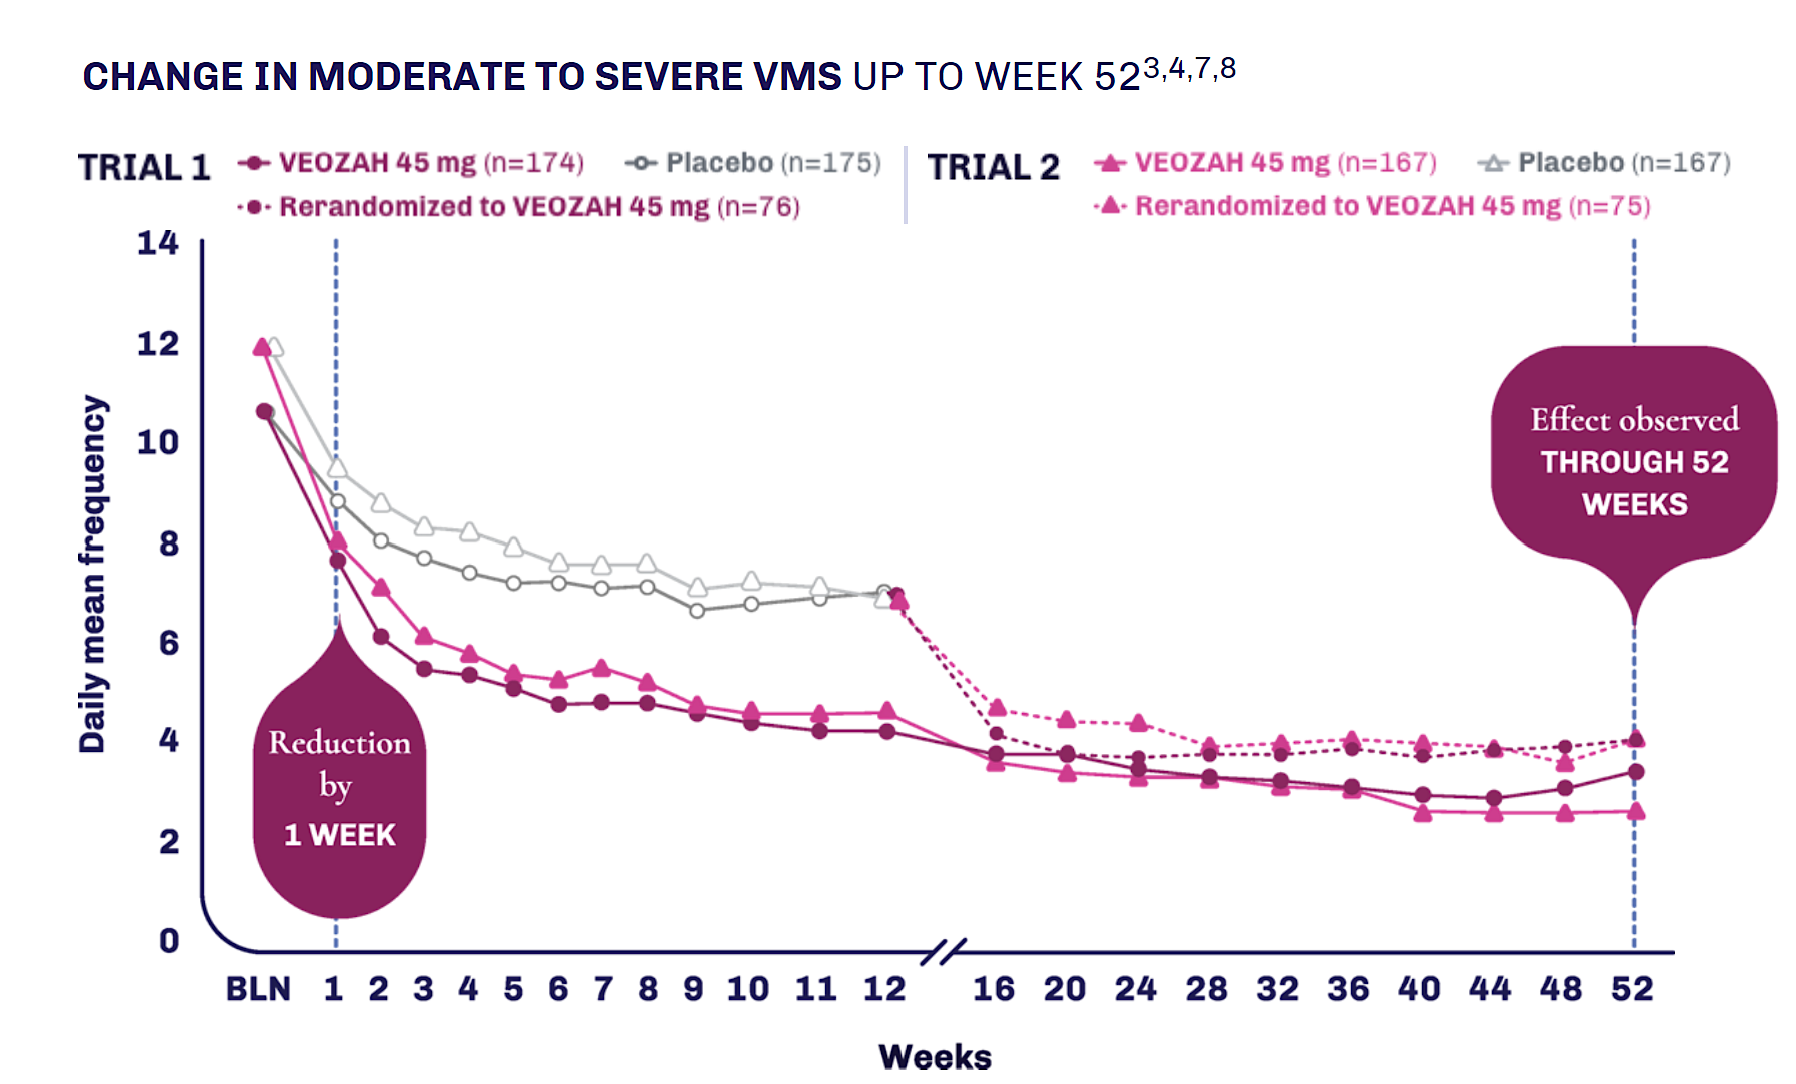 CHANGE IN MODERATE TO SEVERE VMS UP TO WEEK 523,4,7,8
TRIAL 1 VEOZAH 45 mg (n=174) Placebo (n=175)
Rerandomized to VEOZAH 45 mg (n=76)
TRIAL 2 VEOZAH 45 mg (n=167) Placebo (n=167)
Rerandomized to VEOZAH 45 mg (n=75)
Daily mean frequency
14
12
10
8
6
4
2
0
Reduction
by
1 WEEK
Effect observed
THROUGH 52
WEEKS
BLN 1 2 3 4 5 6 7 8 9 10 11 12 16 20 24 28 32 36 40 44 48 52
Weeks